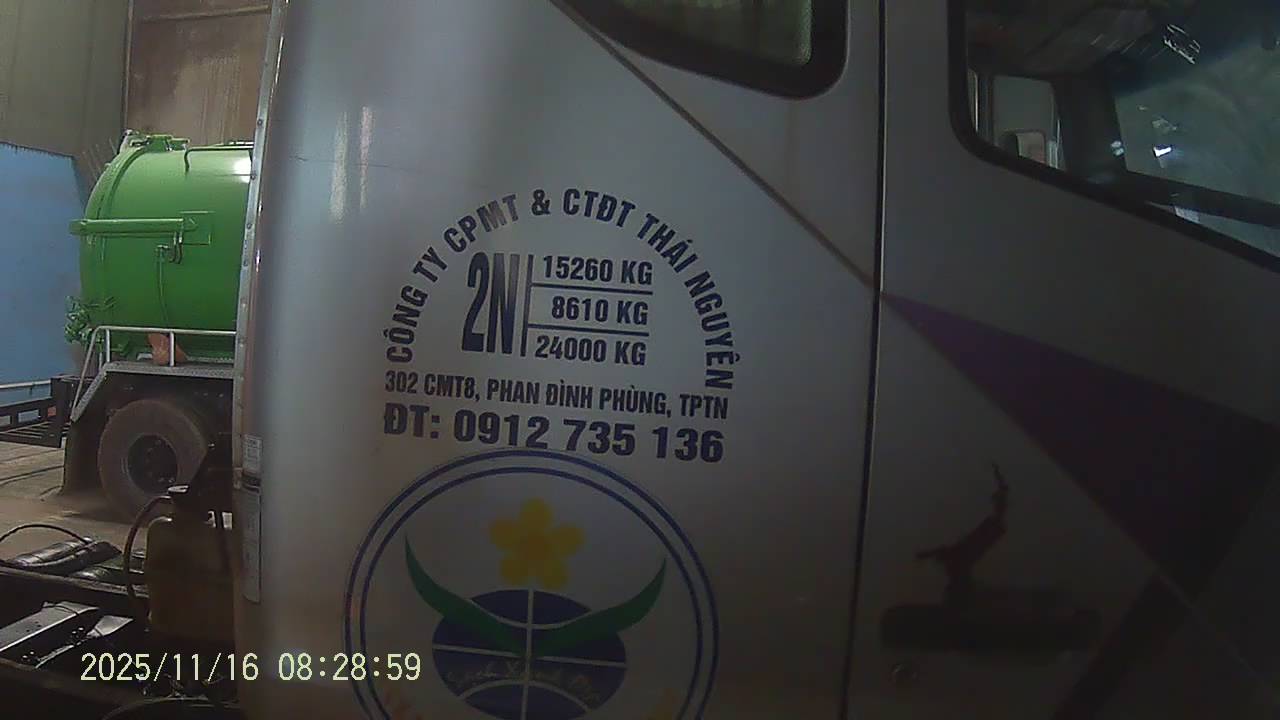 CÔNG TY CPMT & CTĐT THÁI NGUYÊN
2N
15260 KG
8610 KG
24000 KG
302 CMT8, PHAN ĐÌNH PHÙNG, TPTN
ĐT: 0912 735 136
2025/11/16 08:28:59